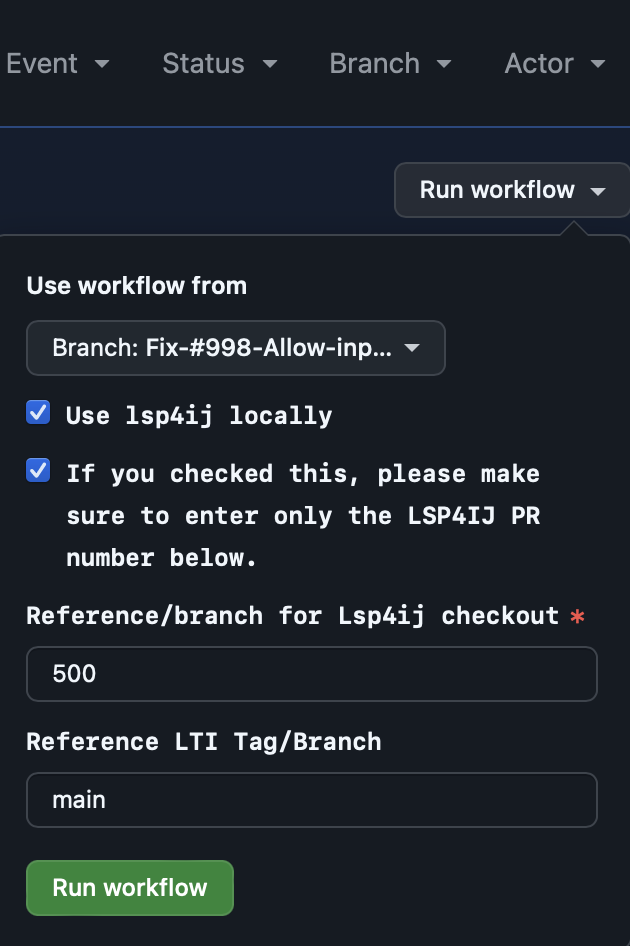 Event Status Branch Actor
Run workflow
Use workflow from
Branch: Fix-#998-Allow-inp...
Use lsp4ij locally
If you checked this, please make
sure to enter only the LSP4IJ PR
number below.
Reference/branch for Lsp4ij checkout *
500
Reference LTI Tag/Branch
main
Run workflow